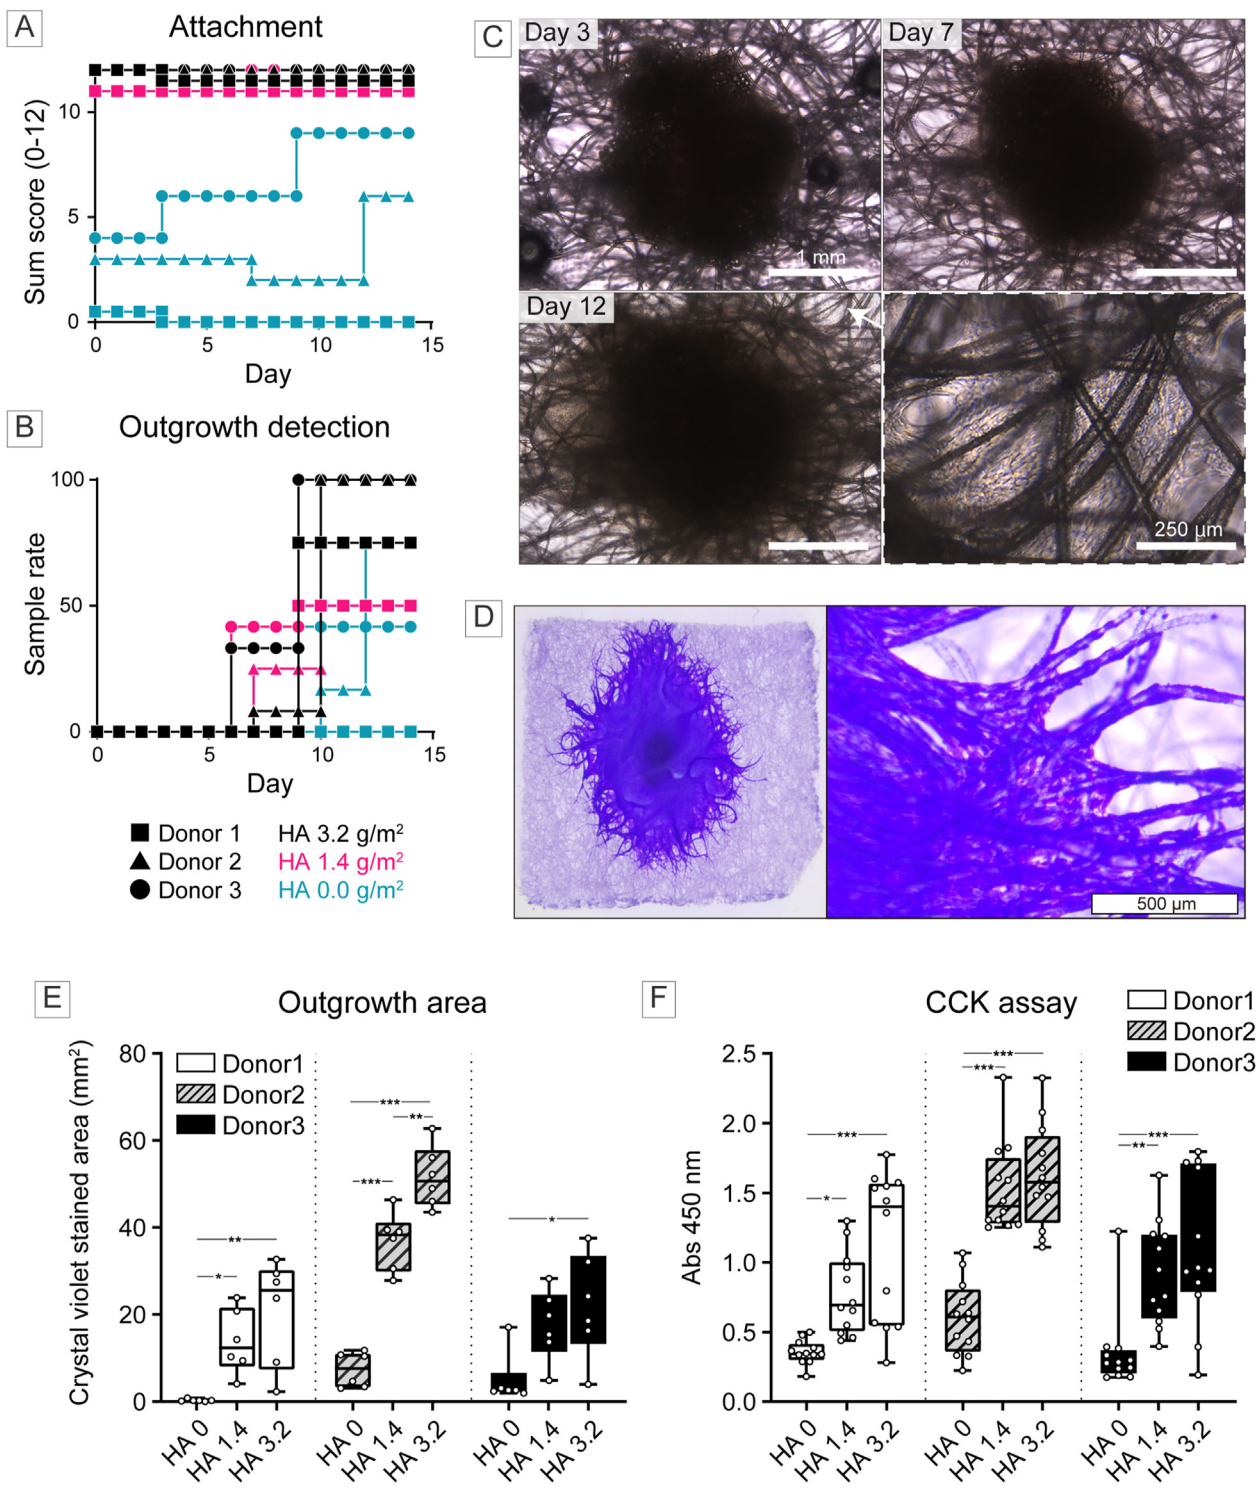 A
Attachment
Sum score (0-12)
10
5
0
0 5 10 15
Day
B
Outgrowth detection
Sample rate
100
50
0
0 5 10 15
Day
Donor 1 HA 3.2 g/m²
Donor 2 HA 1.4 g/m²
Donor 3 HA 0.0 g/m²
C
Day 3
1 mm
Day 7
Day 12
250 µm
D
500 µm
E
Outgrowth area
Crystal violet stained area (mm²)
80
60
40
20
0
Donor1
Donor2
Donor3
*
**
***
**
***
*
HA 0 HA 1.4 HA 3.2 HA 0 HA 1.4 HA 3.2 HA 0 HA 1.4 HA 3.2
F
CCK assay
Donor1
Donor2
Donor3
Abs 450 nm
2.5
2.0
1.5
1.0
0.5
0.0
***
*
***
***
***
**
HA 0 HA 1.4 HA 3.2 HA 0 HA 1.4 HA 3.2 HA 0 HA 1.4 HA 3.2